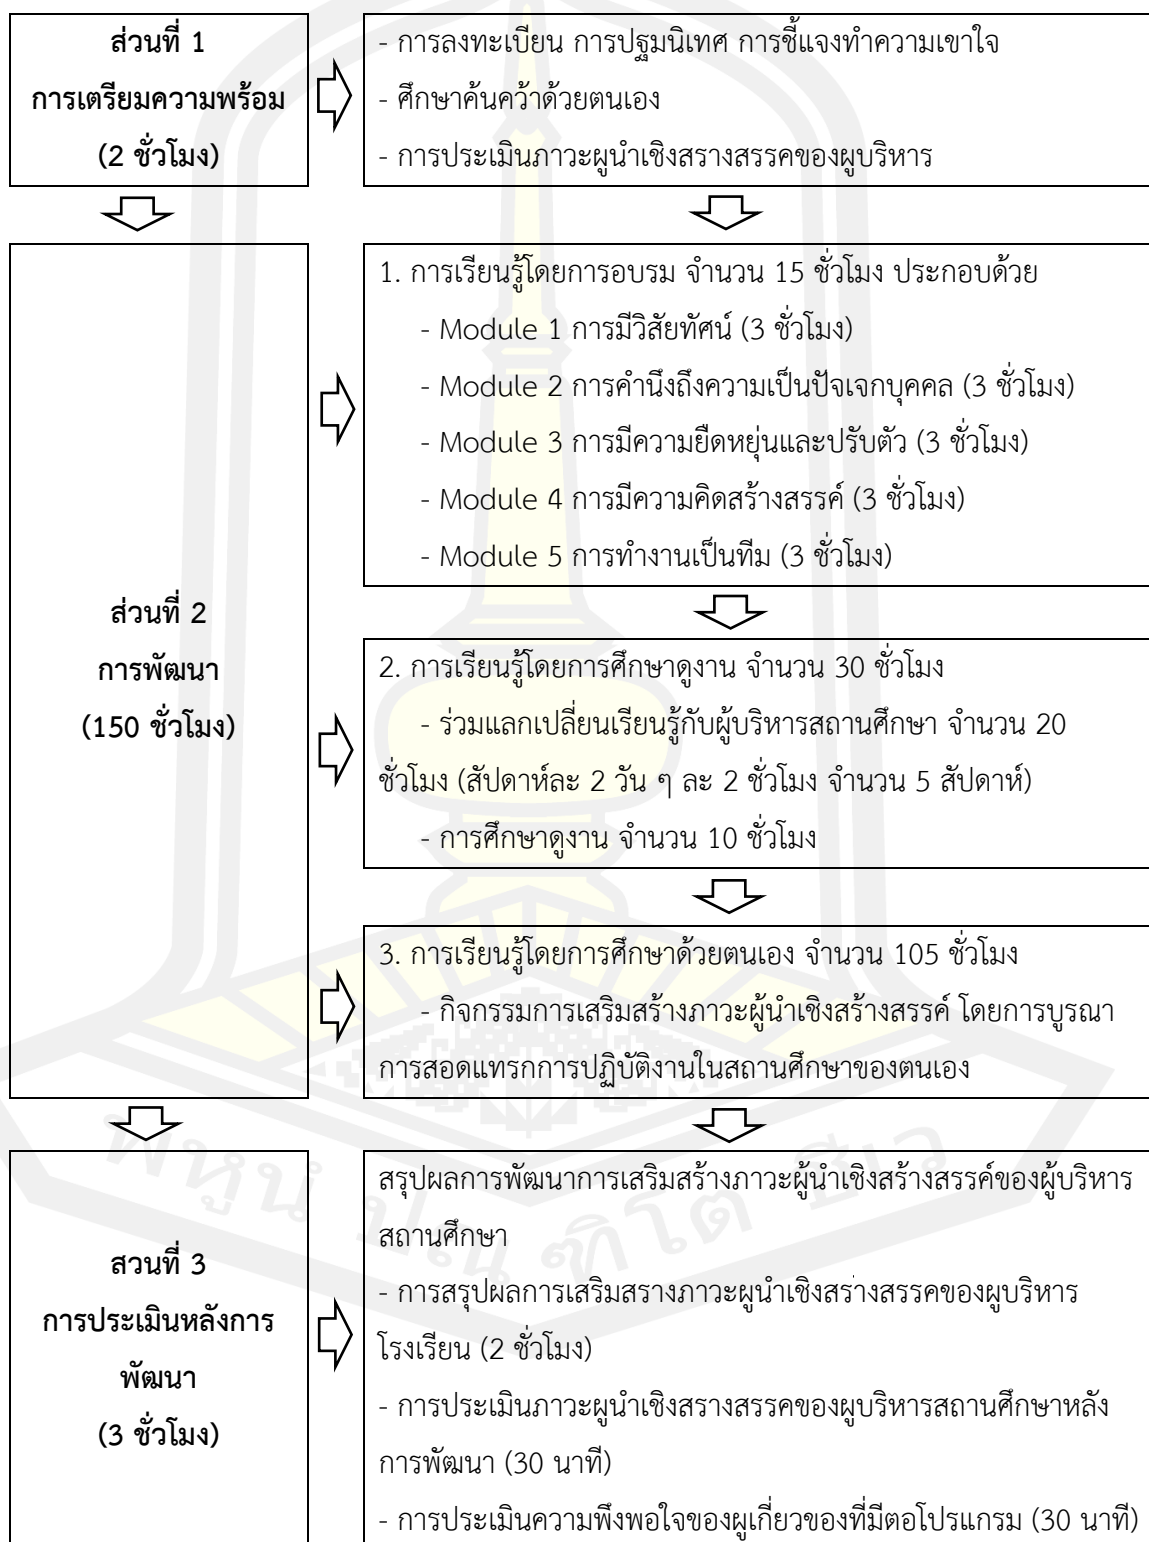 ส่วนที่ 1
การเตรียมความพร้อม
(2 ชั่วโมง)
- การลงทะเบียน การปฐมนิเทศ การชี้แจงทำความเขาใจ
- ศึกษาค้นคว้าด้วยตนเอง
- การประเมินภาวะผูนำเชิงสรางสรรคของผูบริหาร
ส่วนที่ 2
การพัฒนา
(150 ชั่วโมง)
1. การเรียนรู้โดยการอบรม จำนวน 15 ชั่วโมง ประกอบด้วย
- Module 1 การมีวิสัยทัศน์ (3 ชั่วโมง)
- Module 2 การคำนึงถึงความเป็นปัจเจกบุคคล (3 ชั่วโมง)
- Module 3 การมีความยืดหยุ่นและปรับตัว (3 ชั่วโมง)
- Module 4 การมีความคิดสร้างสรรค์ (3 ชั่วโมง)
- Module 5 การทำงานเป็นทีม (3 ชั่วโมง)
2. การเรียนรู้โดยการศึกษาดูงาน จำนวน 30 ชั่วโมง
- ร่วมแลกเปลี่ยนเรียนรู้กับผู้บริหารสถานศึกษา จำนวน 20
ชั่วโมง (สัปดาห์ละ 2 วัน ๆ ละ 2 ชั่วโมง จำนวน 5 สัปดาห์)
- การศึกษาดูงาน จำนวน 10 ชั่วโมง
3. การเรียนรู้โดยการศึกษาด้วยตนเอง จำนวน 105 ชั่วโมง
- กิจกรรมการเสริมสร้างภาวะผู้นำเชิงสร้างสรรค์ โดยการบูรณา
การสอดแทรกการปฏิบัติงานในสถานศึกษาของตนเอง
สวนที่ 3
การประเมินหลังการ
พัฒนา
(3 ชั่วโมง)
สรุปผลการพัฒนาการเสริมสร้างภาวะผู้นำเชิงสร้างสรรค์ของผู้บริหาร
สถานศึกษา
- การสรุปผลการเสริมสรางภาวะผูนำเชิงสร่างสรรคของผูบริหาร
โรงเรียน (2 ชั่วโมง)
- การประเมินภาวะผูนำเชิงสรางสรรคของผูบริหารสถานศึกษาหลัง
การพัฒนา (30 นาที)
- การประเมินความพึงพอใจของผูเกี่ยวของที่มีตอโปรแกรม (30 นาที)
พหูนํ ปณฺฑิโต ชีเว